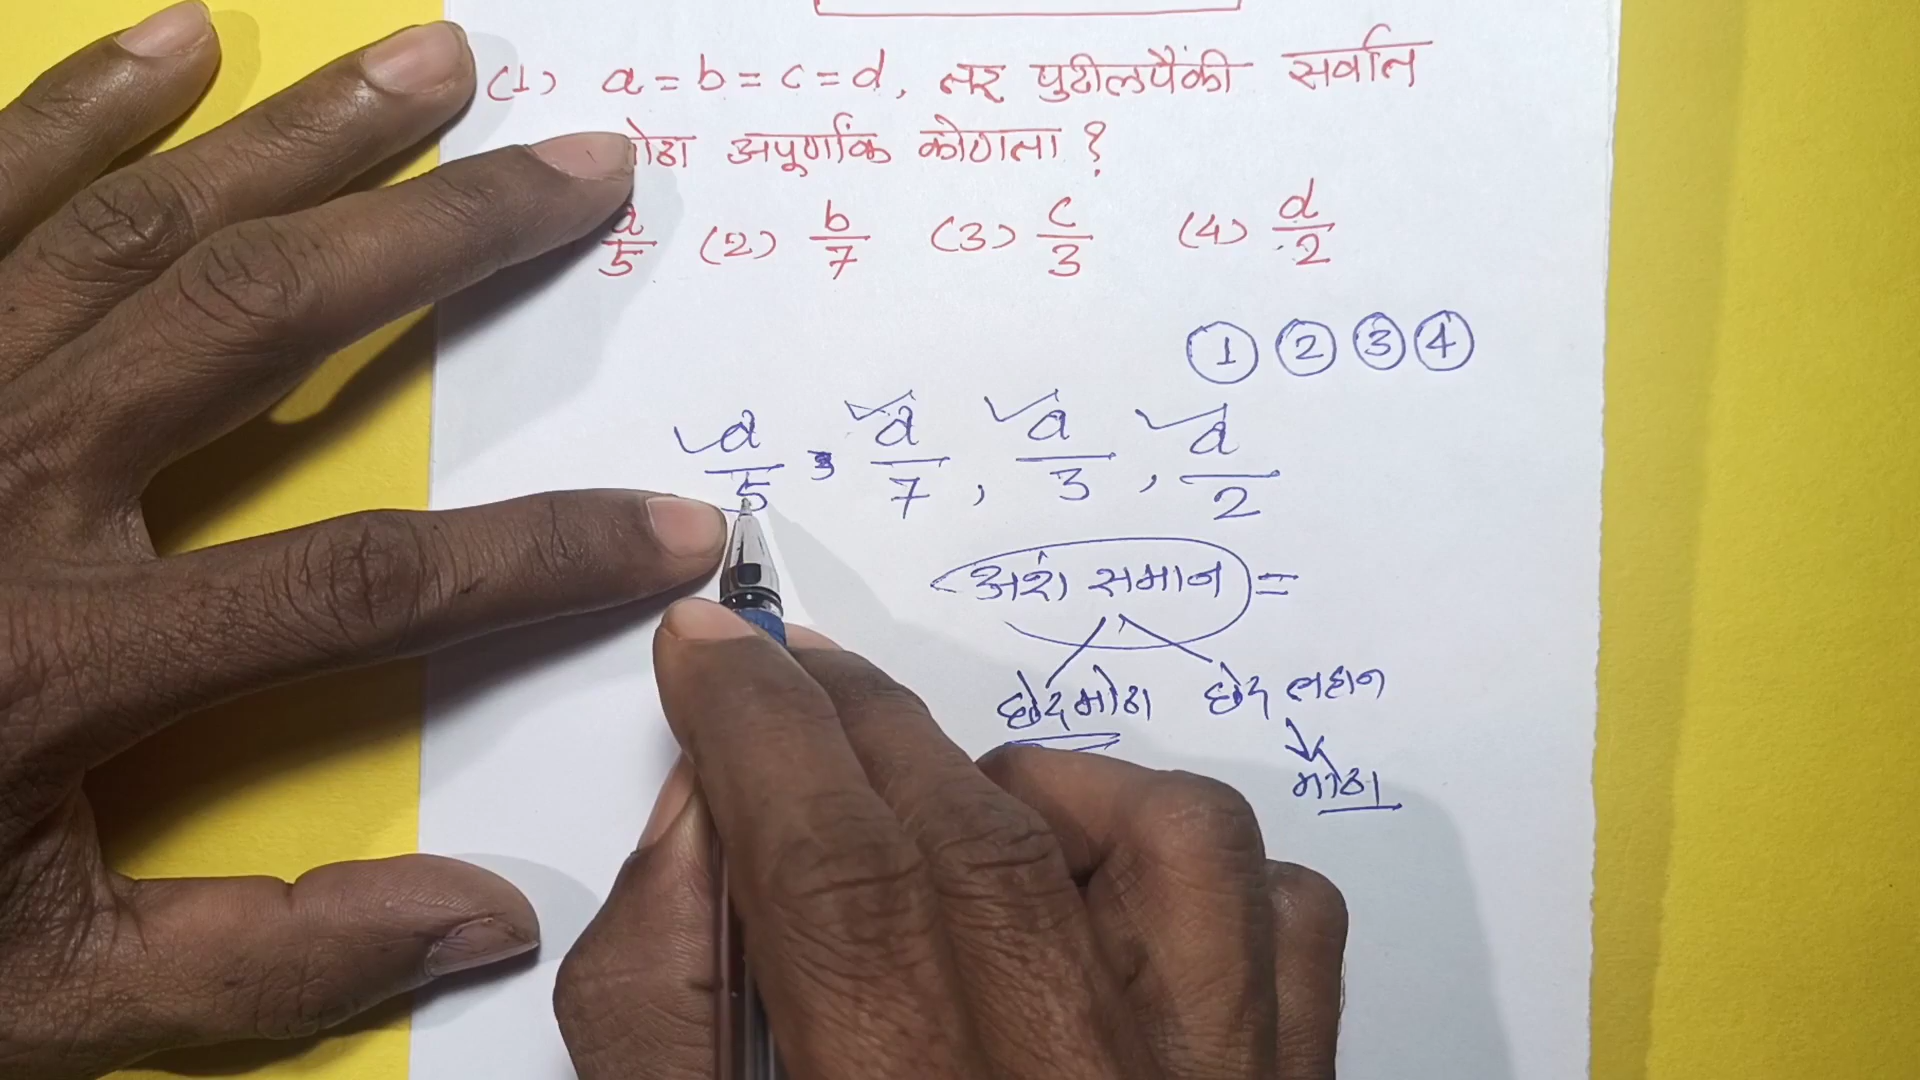 (1) a = b = c = d, तर पुढीलपैकी सर्वात
मोठा अपूर्णांक कोणता ?
a/5 (2) b/7 (3) c/3 (4) d/2
1 2 3 4
a/5 , a/7 , a/3 , a/2
अंश समान =
छेद मोठा छेद लहान
मोठा